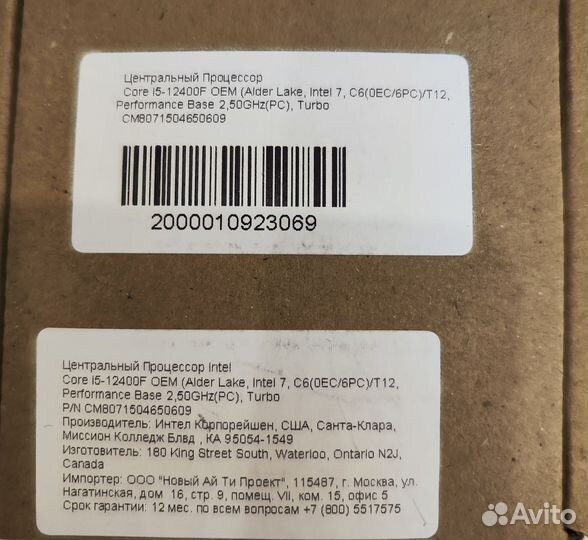 Центральный Процессор
Core i5-12400F OEM (Alder Lake, Intel 7, C6(0EC/6PC)/T12,
Performance Base 2,50GHz(PC), Turbo
CM8071504650609
2000010923069
Центральный Процессор Intel
Core i5-12400F OEM (Alder Lake, Intel 7, C6(0EC/6PC)/T12,
Performance Base 2,50GHz(PC), Turbo
P/N CM8071504650609
Производитель: Интел Корпорейшен, США, Санта-Клара,
Миссион Колледж Блвд , КА 95054-1549
Изготовитель: 180 King Street South, Waterloo, Ontario N2J,
Canada
Импортер: ООО "Новый Ай Ти Проект", 115487, г. Москва, ул.
Нагатинская, дом 16, стр. 9, помещ. VII, ком. 15, офис 5
Срок гарантии: 12 мес. по всем вопросам +7 (800) 5517575
Avito